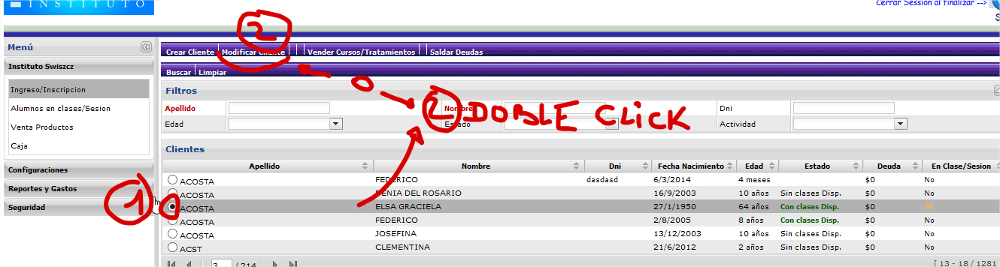 INSTITUTO
Cerrar Session al finalizar -->
S
2
Menú
Crear Cliente Modificar Cliente Vender Cursos/Tratamientos Saldar Deudas
Instituto Swiszcz
Buscar Limpiar
Ingreso/Inscripcion
Filtros
Alumnos en clases/Sesion
Apellido Nombre Dni
2 DOBLE CLICK
Venta Productos
Edad Estado Actividad
Caja
Clientes
Configuraciones
Apellido Nombre Dni Fecha Nacimiento Edad Estado Deuda En Clase/Sesion
ACOSTA FEDERICO dasdasd 6/3/2014 4 meses $0 No
Reportes y Gastos
ACOSTA DENIA DEL ROSARIO 16/9/2003 10 años Sin clases Disp. $0 No
1
Seguridad
ACOSTA ELSA GRACIELA 27/1/1950 64 años Con clases Disp. $0 Si
ACOSTA FEDERICO 2/8/2005 8 años Con clases Disp. $0 No
ACOSTA JOSEFINA 13/12/2003 10 años Sin clases Disp. $0 No
ACST CLEMENTINA 21/6/2012 2 años Sin clases Disp. $0 No
3 / 214 [ 13 - 18 / 1281